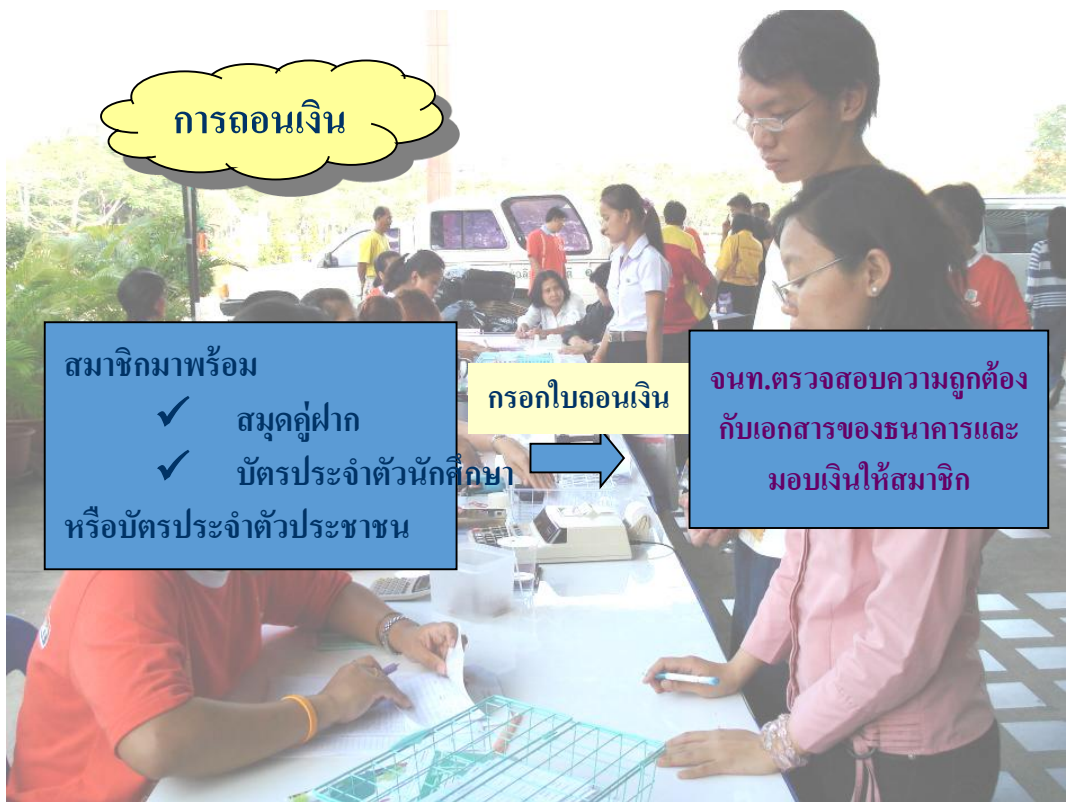 การถอนเงิน
สมาชิกมาพร้อม
✓ สมุดคู่ฝาก
✓ บัตรประจำตัวนักศึกษา
หรือบัตรประจำตัวประชาชน
กรอกใบถอนเงิน
จนท.ตรวจสอบความถูกต้อง
กับเอกสารของธนาคารและ
มอบเงินให้สมาชิก